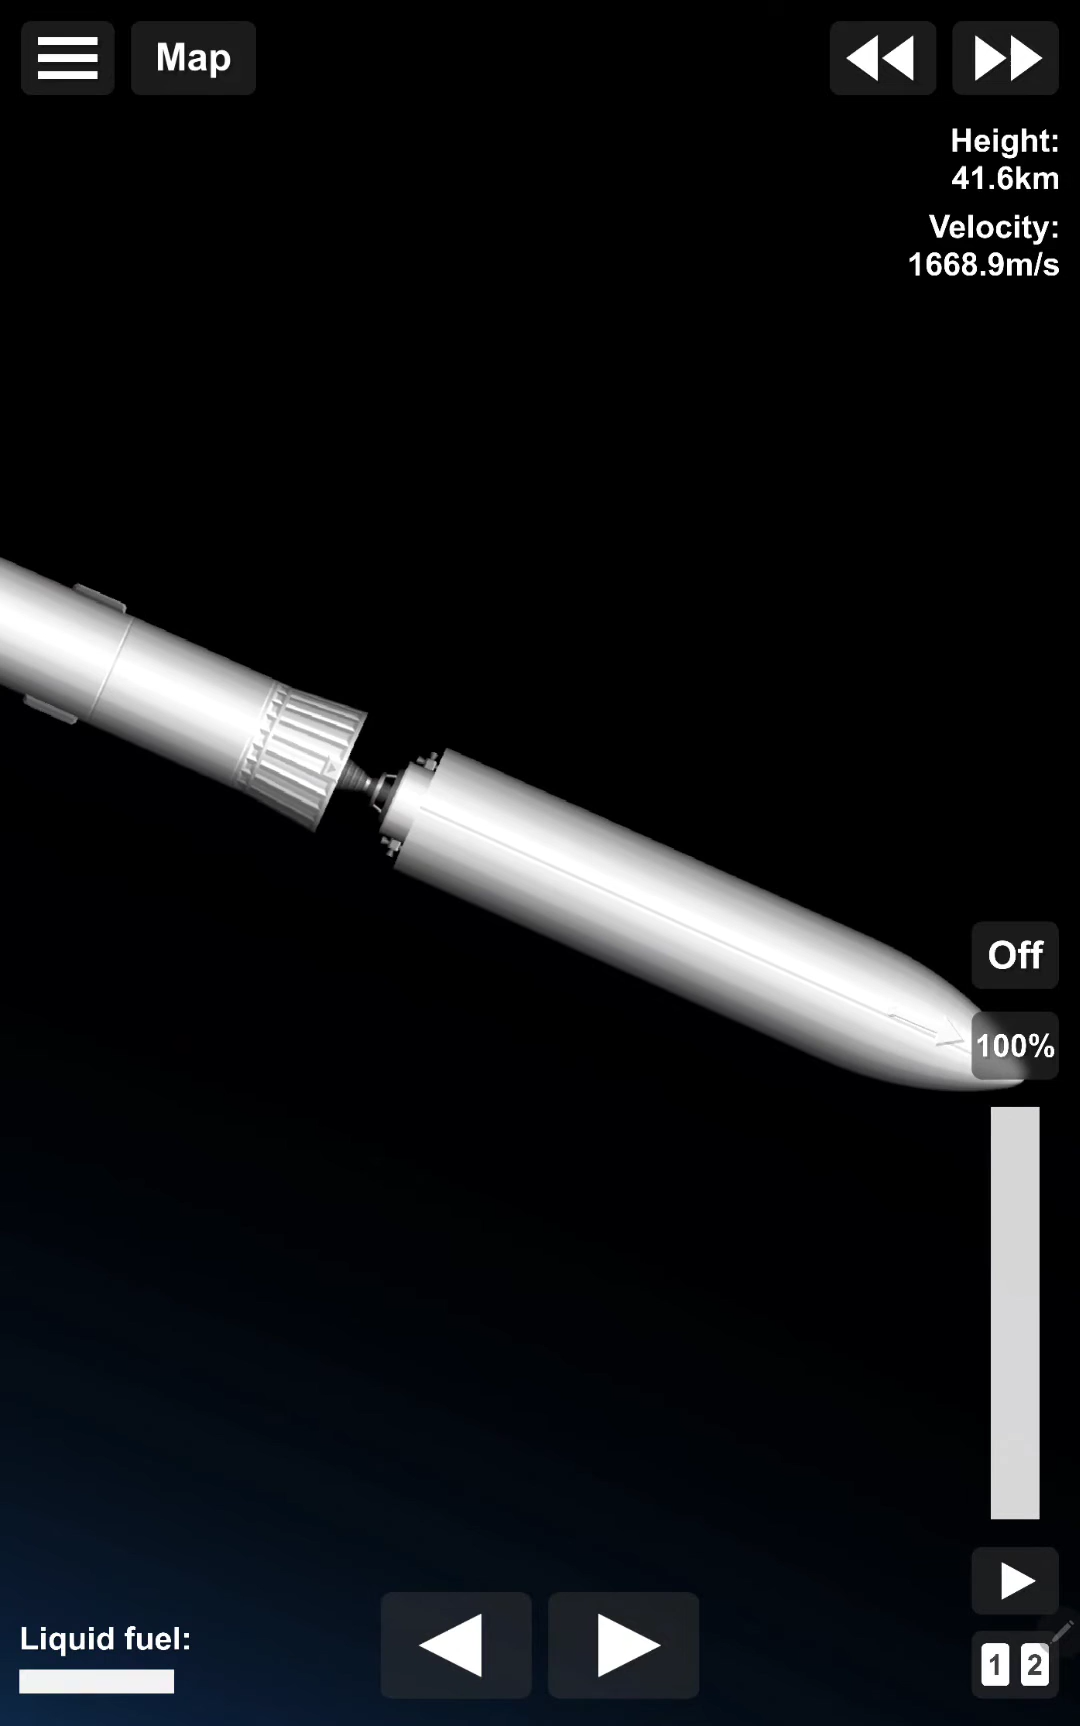 Map
Height:
41.6km
Velocity:
1668.9m/s
Off
100%
Liquid fuel:
1 2